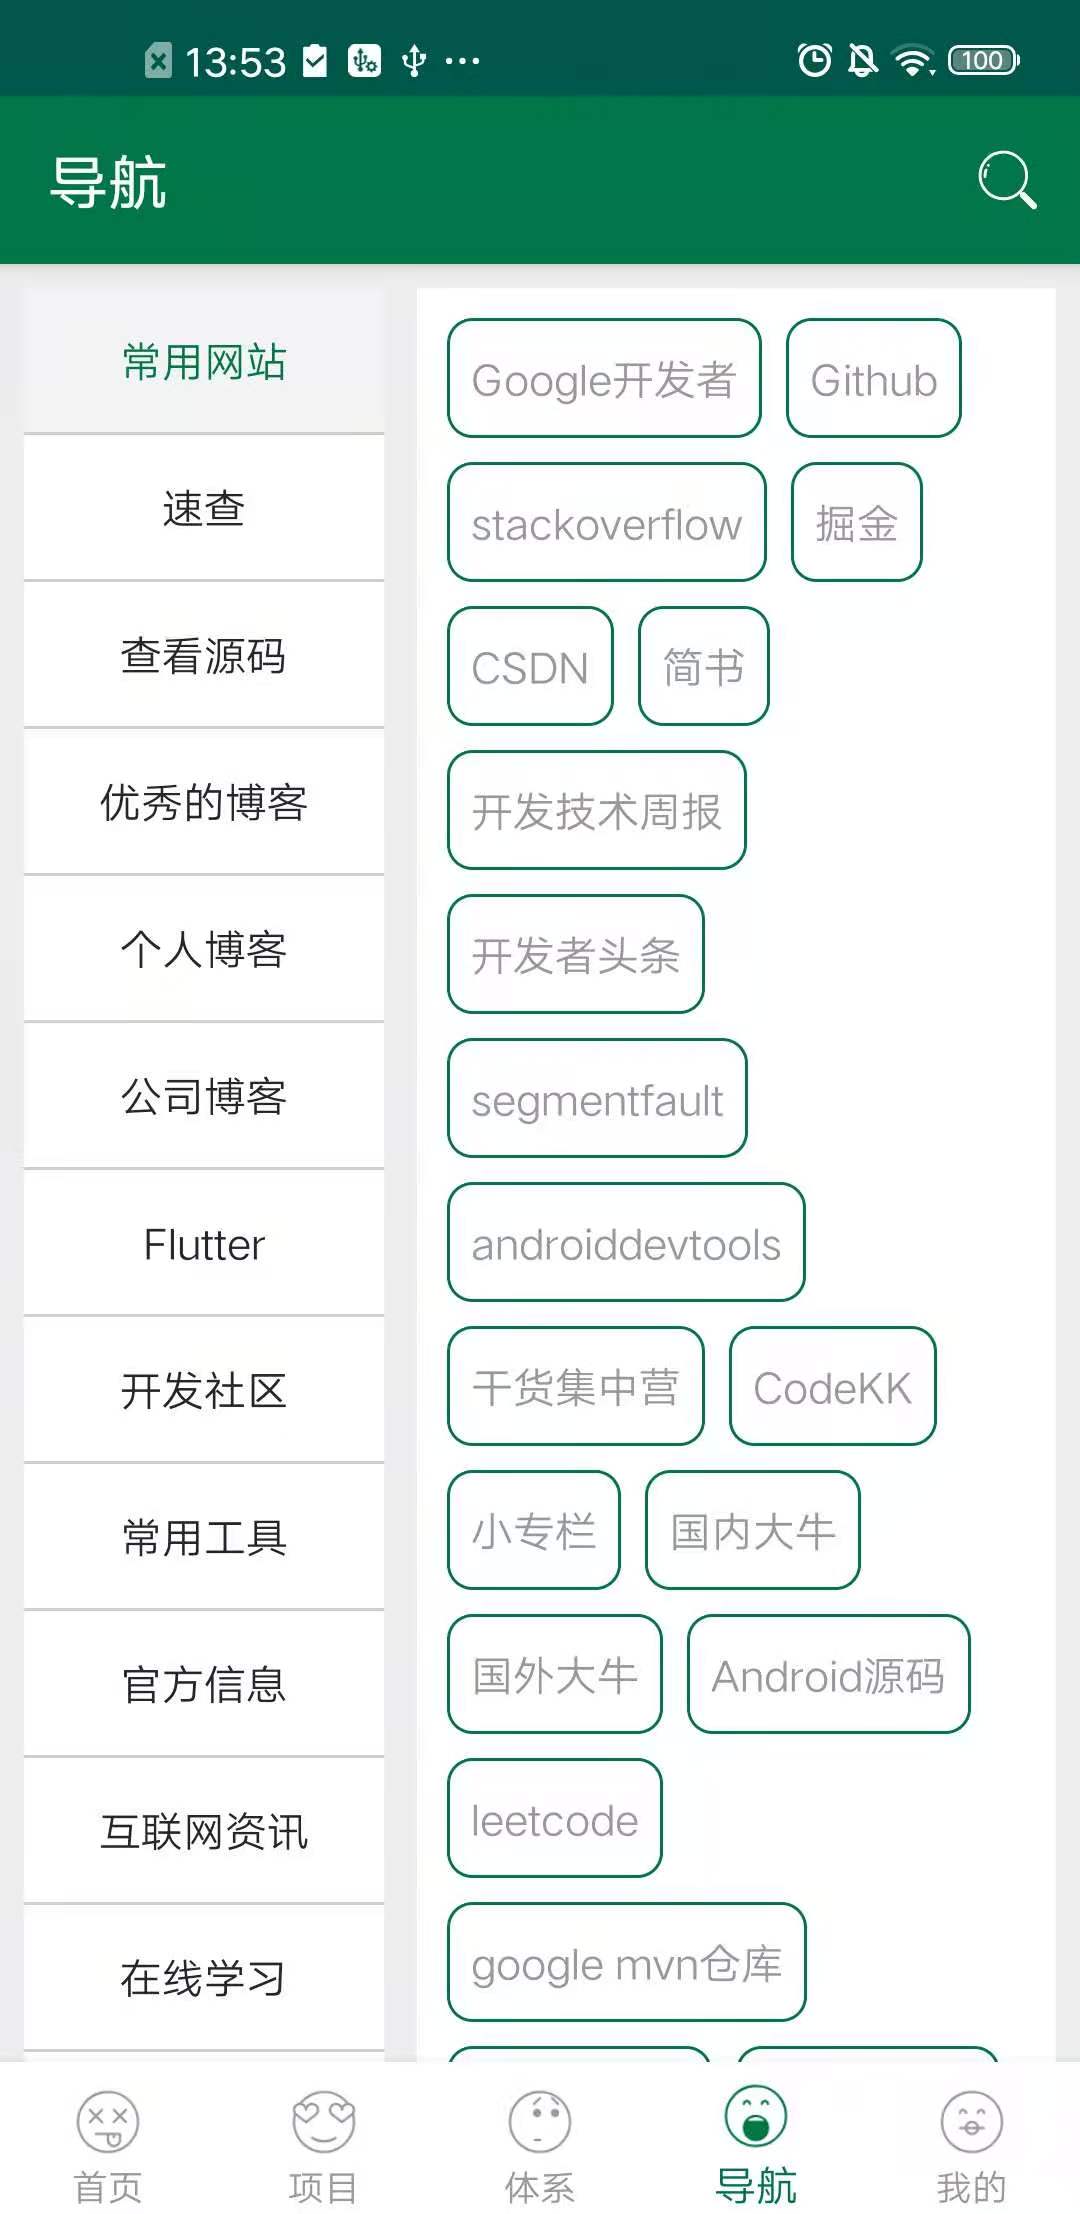 13:53
100
导航
常用网站
速查
查看源码
优秀的博客
个人博客
公司博客
Flutter
开发社区
常用工具
官方信息
互联网资讯
在线学习
Google开发者 Github
stackoverflow 掘金
CSDN 简书
开发技术周报
开发者头条
segmentfault
androiddevtools
干货集中营 CodeKK
小专栏 国内大牛
国外大牛 Android源码
leetcode
google mvn仓库
首页 项目 体系 导航 我的